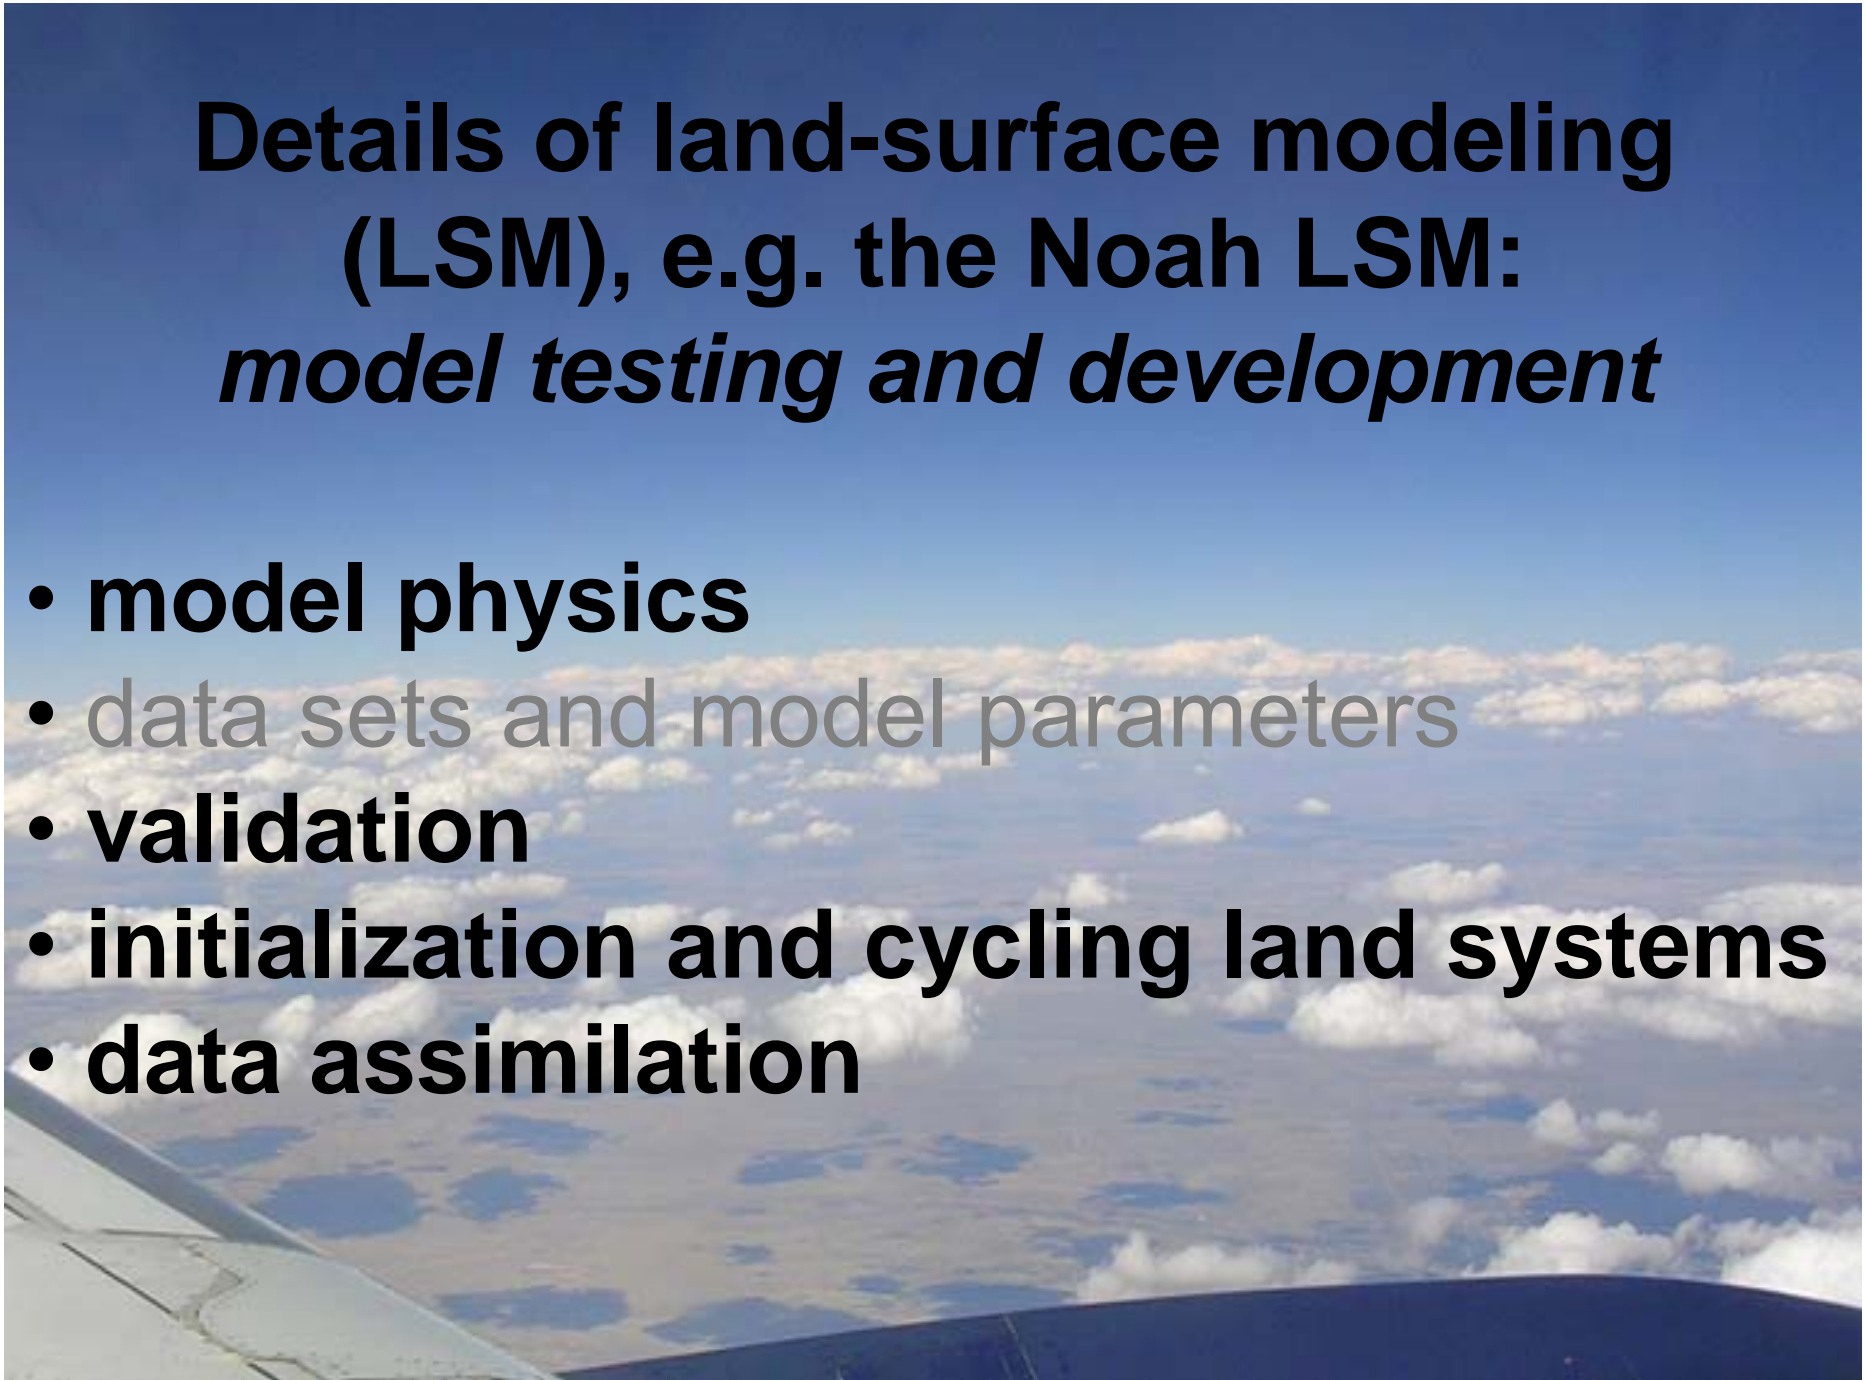 Details of land-surface modeling
(LSM), e.g. the Noah LSM:
model testing and development
• model physics
• data sets and model parameters
• validation
• initialization and cycling land systems
• data assimilation